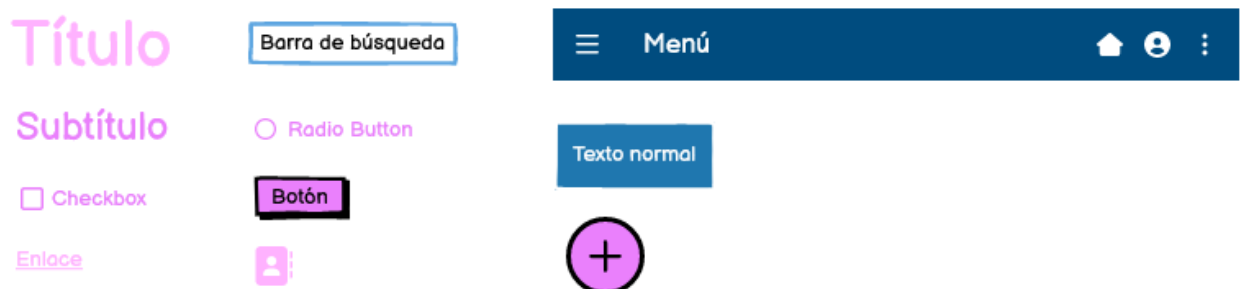 Título
Barra de búsqueda
Menú
Subtítulo
Radio Button
Texto normal
Checkbox
Botón
Enlace